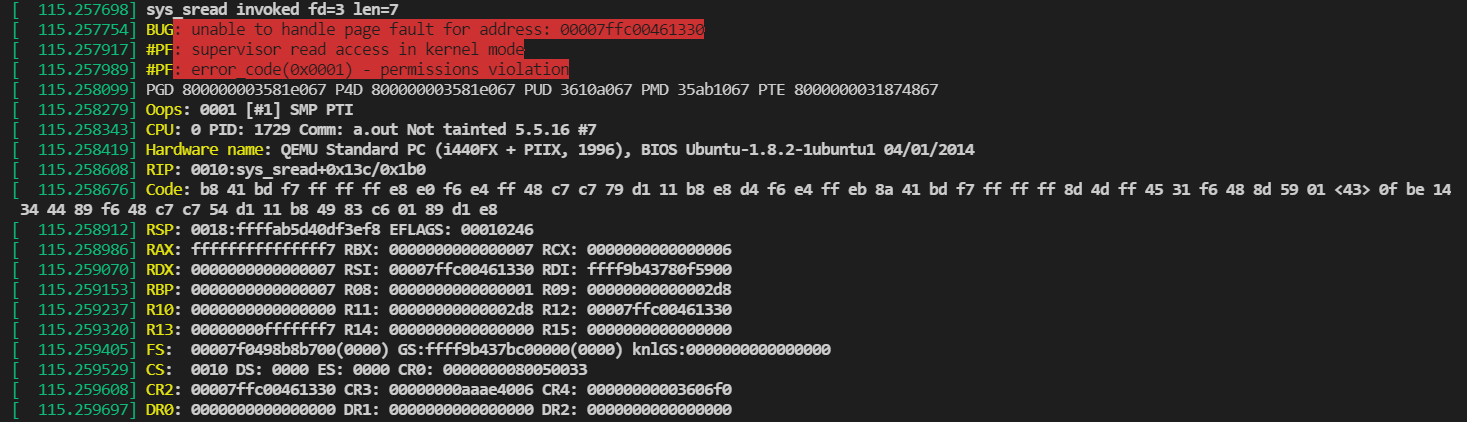 [  115.257698] sys_sread invoked fd=3 len=7
[  115.257754] BUG: unable to handle page fault for address: 00007ffc00461330
[  115.257917] #PF: supervisor read access in kernel mode
[  115.257989] #PF: error_code(0x0001) - permissions violation
[  115.258099] PGD 800000003581e067 P4D 800000003581e067 PUD 3610a067 PMD 35ab1067 PTE 8000000031874867
[  115.258279] Oops: 0001 [#1] SMP PTI
[  115.258343] CPU: 0 PID: 1729 Comm: a.out Not tainted 5.5.16 #7
[  115.258419] Hardware name: QEMU Standard PC (i440FX + PIIX, 1996), BIOS Ubuntu-1.8.2-1ubuntu1 04/01/2014
[  115.258608] RIP: 0010:sys_sread+0x13c/0x1b0
[  115.258676] Code: b8 41 bd f7 ff ff ff e8 e0 f6 e4 ff 48 c7 c7 79 d1 11 b8 e8 d4 f6 e4 ff eb 8a 41 bd f7 ff ff ff 8d 4d ff 45 31 f6 48 8d 59 01 <43> 0f be 14
34 44 89 f6 48 c7 c7 54 d1 11 b8 49 83 c6 01 89 d1 e8
[  115.258912] RSP: 0018:ffffab5d40df3ef8 EFLAGS: 00010246
[  115.258986] RAX: fffffffffffffff7 RBX: 0000000000000007 RCX: 0000000000000006
[  115.259070] RDX: 0000000000000007 RSI: 00007ffc00461330 RDI: ffff9b43780f5900
[  115.259153] RBP: 0000000000000007 R08: 0000000000000001 R09: 00000000000002d8
[  115.259237] R10: 0000000000000000 R11: 00000000000002d8 R12: 00007ffc00461330
[  115.259320] R13: 00000000fffffff7 R14: 0000000000000000 R15: 0000000000000000
[  115.259405] FS:  00007f0498b8b700(0000) GS:ffff9b437bc00000(0000) knlGS:0000000000000000
[  115.259529] CS:  0010 DS: 0000 ES: 0000 CR0: 0000000080050033
[  115.259608] CR2: 00007ffc00461330 CR3: 00000000aaae4006 CR4: 00000000003606f0
[  115.259697] DR0: 0000000000000000 DR1: 0000000000000000 DR2: 0000000000000000